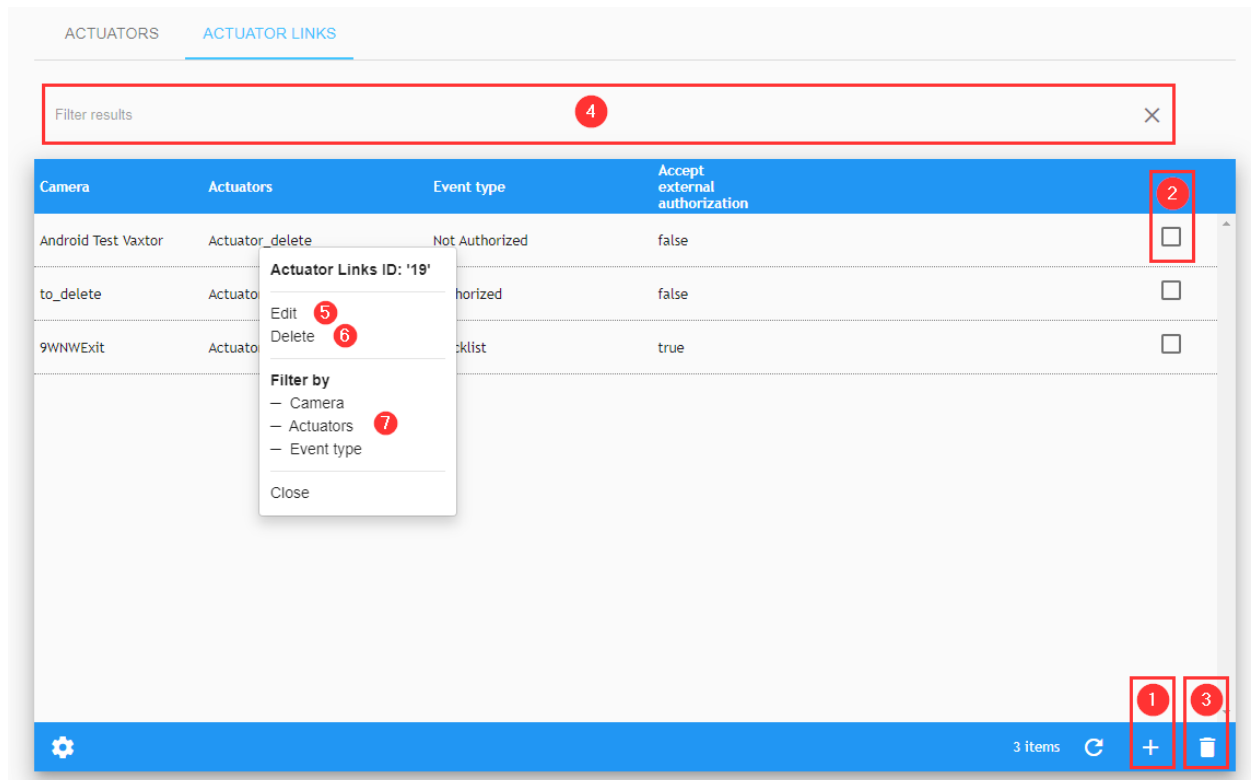 ACTUATORS ACTUATOR LINKS
Filter results 4
Camera Actuators Event type Accept external authorization 2
Android Test Vaxtor Actuator_delete Not Authorized false
Actuator Links ID: '19'
to_delete Actuato horized false
Edit 5
Delete 6
9WNWExit Actuato cklist true
Filter by
– Camera
– Actuators 7
– Event type
Close
1 3
3 items